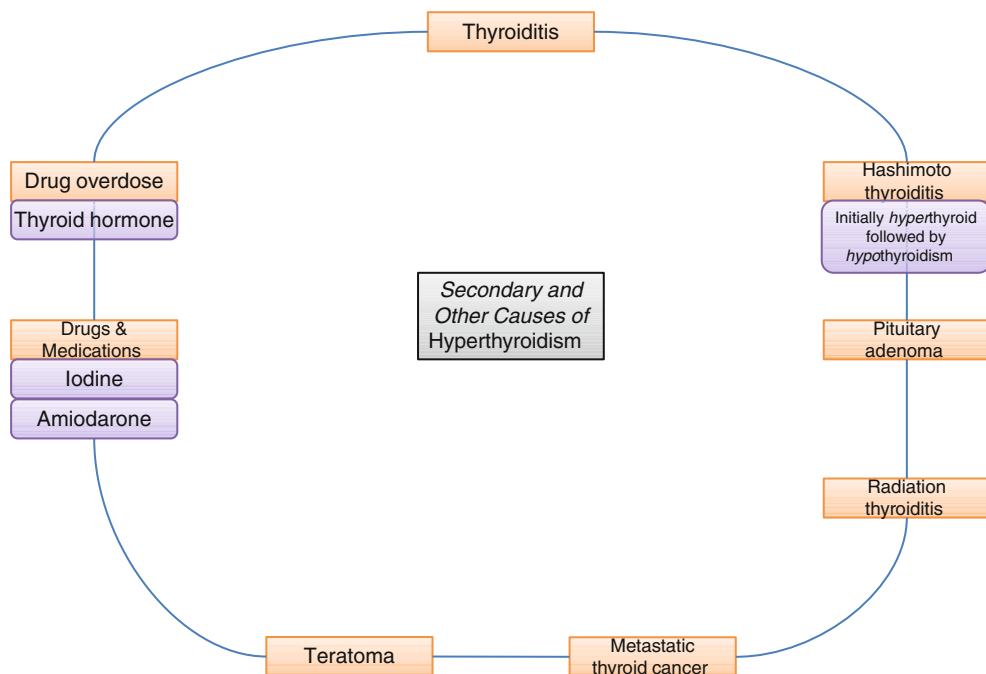 Thyroiditis
Drug overdose
Thyroid hormone
Hashimoto
thyroiditis
Initially hyperthyroid
followed by
hypothyroidism
Secondary and
Other Causes of
Hyperthyroidism
Drugs &
Medications
Iodine
Amiodarone
Pituitary
adenoma
Radiation
thyroiditis
Teratoma
Metastatic
thyroid cancer